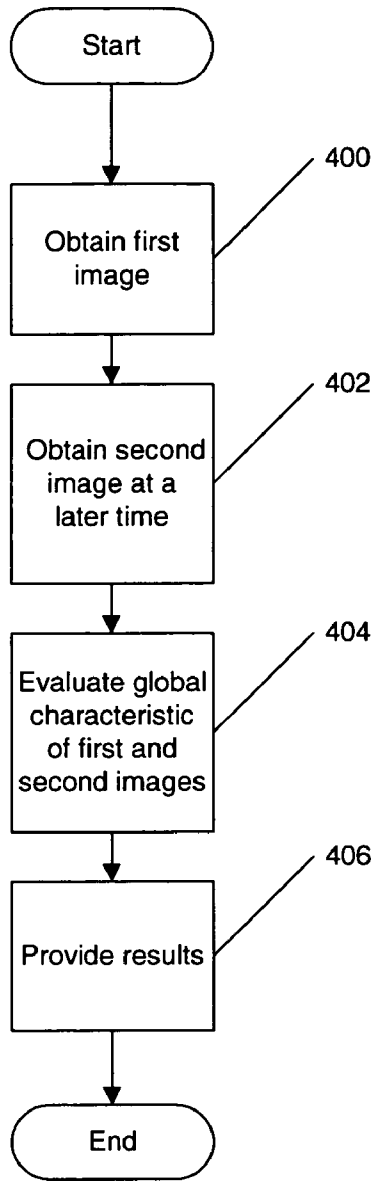 Start
400
Obtain first
image
402
Obtain second
image at a
later time
404
Evaluate global
characteristic
of first and
second images
406
Provide results
End